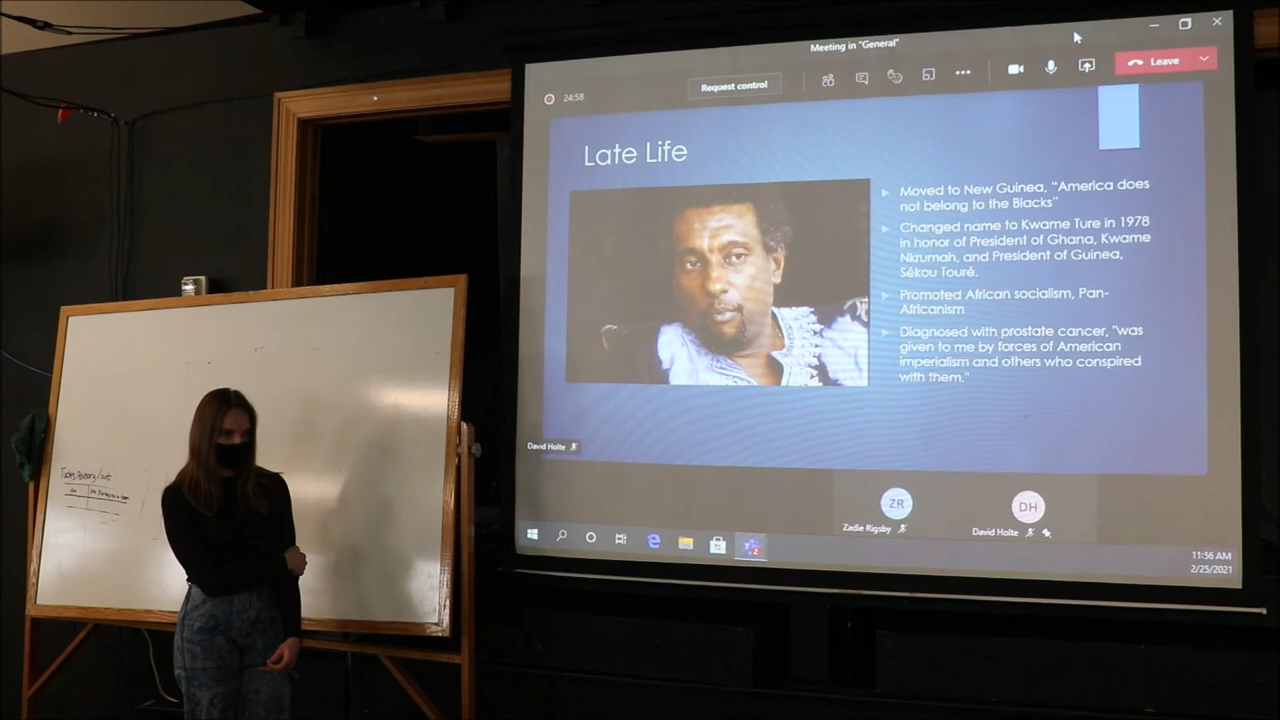 Meeting in "General"
24:58
Request control
Leave
Late Life
Moved to New Guinea, "America does
not belong to the Blacks"
Changed name to Kwame Ture in 1978
in honor of President of Ghana, Kwame
Nkrumah, and President of Guinea,
Sékou Touré.
Promoted African socialism, Pan-
Africanism
Diagnosed with prostate cancer, "was
given to me by forces of American
imperialism and others who conspired
with them."
David Holte
ZR
DH
Zadie Rigsby
David Holte
11:56 AM
2/25/2021